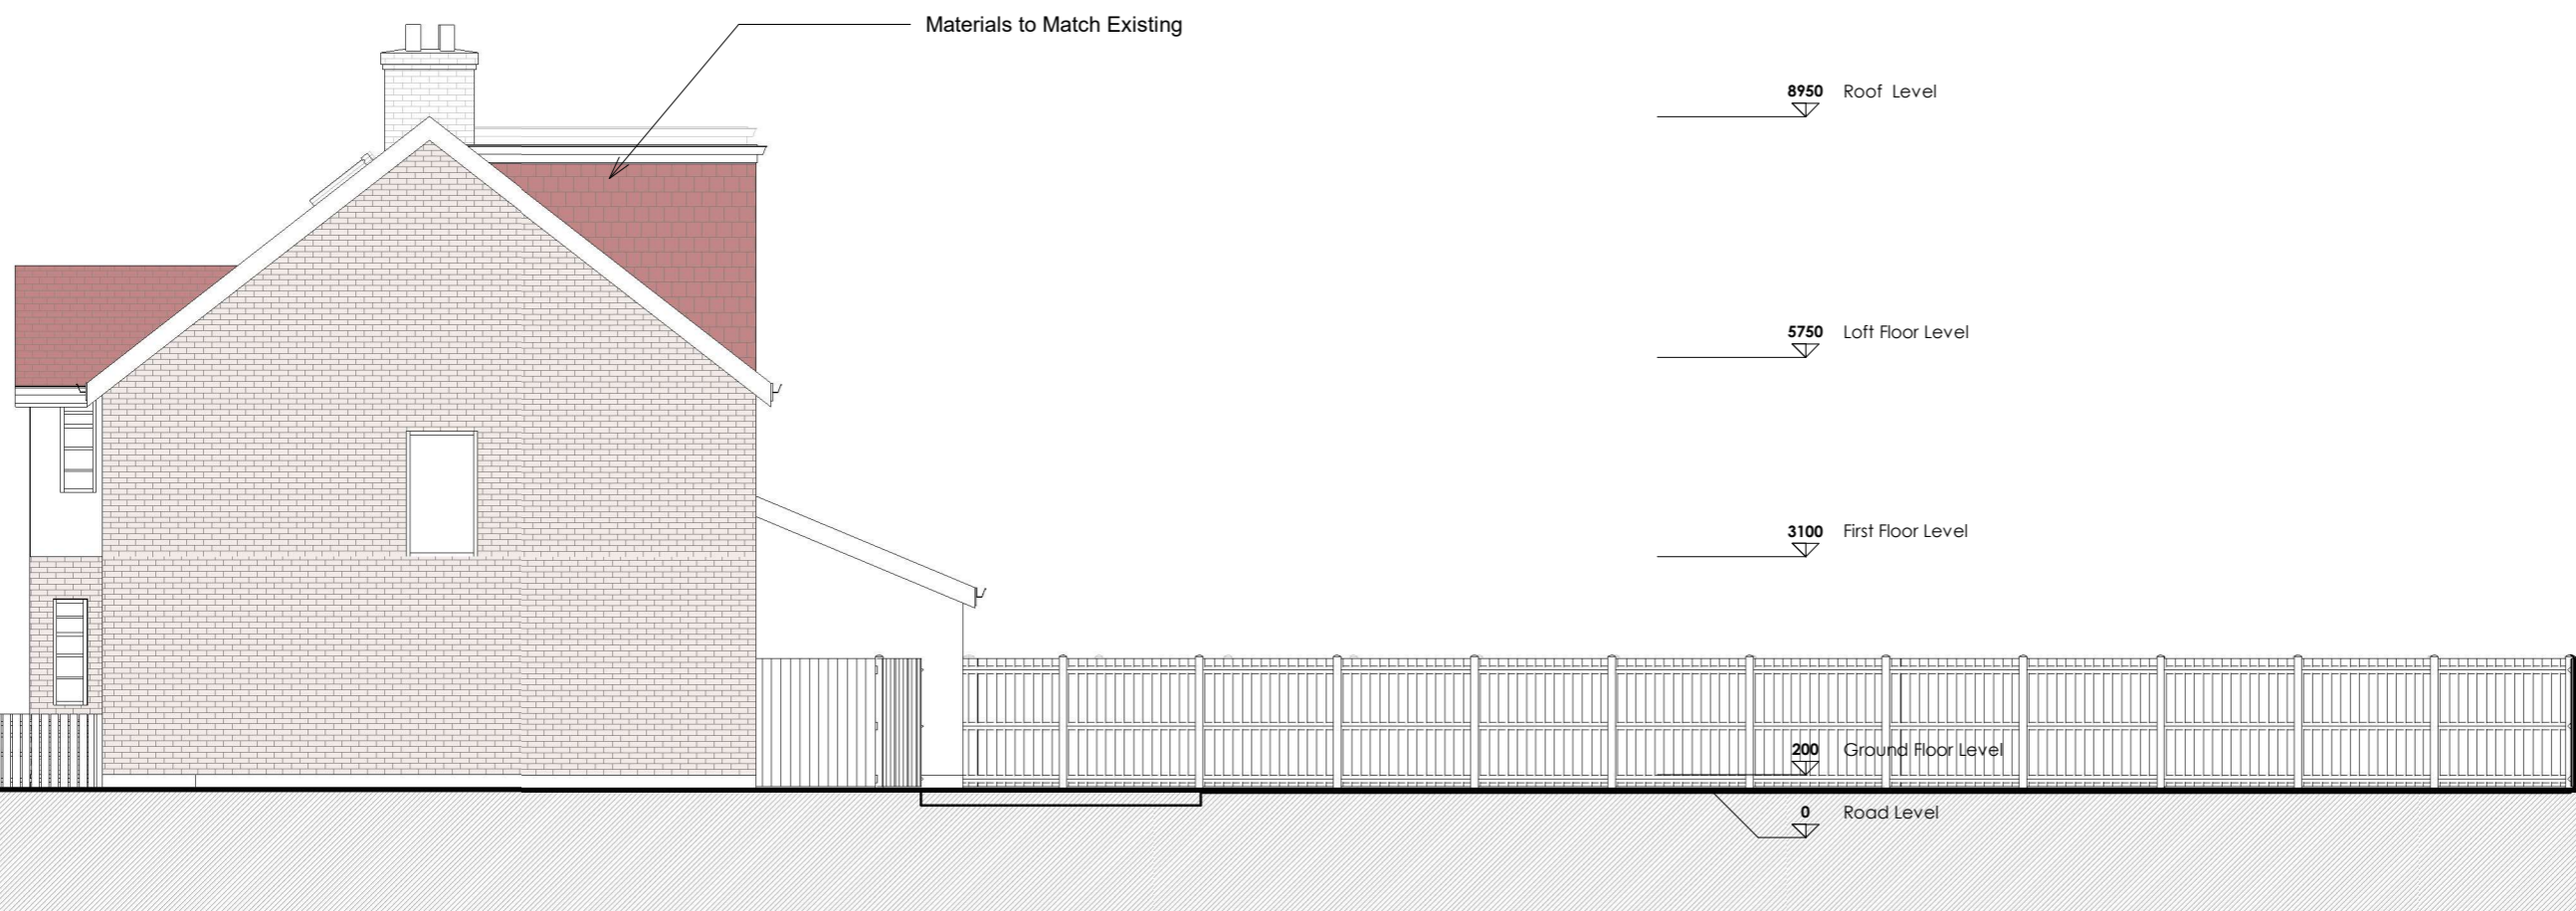 Materials to Match Existing
8950 Roof Level
5750 Loft Floor Level
3100 First Floor Level
200 Ground Floor Level
0 Road Level